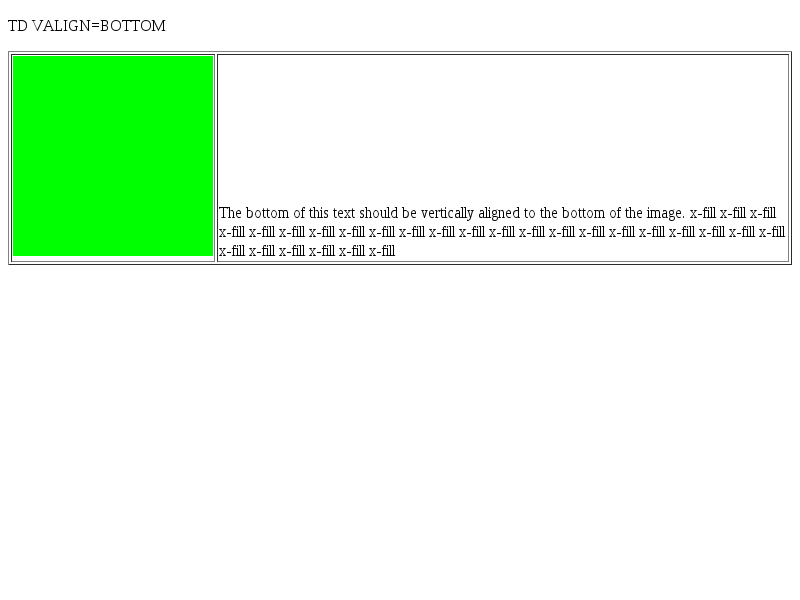 TD VALIGN=BOTTOM
The bottom of this text should be vertically aligned to the bottom of the image. x-fill x-fill x-fill
x-fill x-fill x-fill x-fill x-fill x-fill x-fill x-fill x-fill x-fill x-fill x-fill x-fill x-fill x-fill x-fill x-fill x-fill x-fill
x-fill x-fill x-fill x-fill x-fill x-fill